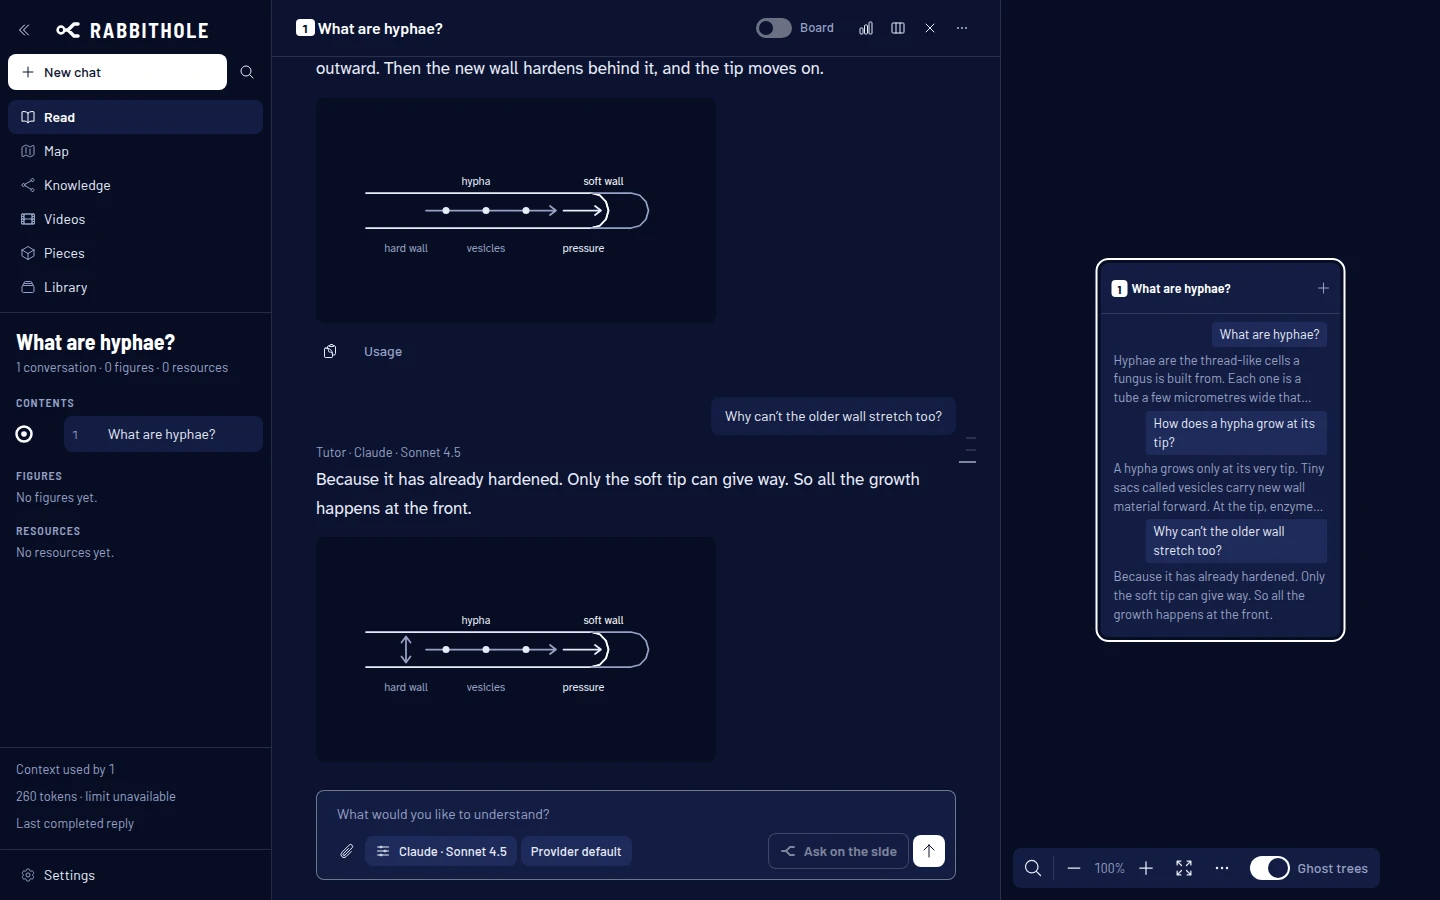 RABBITHOLE
New chat
Read
Map
Knowledge
Videos
Pieces
Library
What are hyphae?
1 conversation · 0 figures · 0 resources
CONTENTS
1 What are hyphae?
FIGURES
No figures yet.
RESOURCES
No resources yet.
Context used by 1
260 tokens · limit unavailable
Last completed reply
Settings
1 What are hyphae?
Board
outward. Then the new wall hardens behind it, and the tip moves on.
hypha soft wall
hard wall vesicles pressure
Usage
Why can't the older wall stretch too?
Tutor · Claude · Sonnet 4.5
Because it has already hardened. Only the soft tip can give way. So all the growth
happens at the front.
hypha soft wall
hard wall vesicles pressure
What would you like to understand?
Claude · Sonnet 4.5 Provider default Ask on the side
1 What are hyphae?
What are hyphae?
Hyphae are the thread-like cells a
fungus is built from. Each one is a
tube a few micrometres wide that...
How does a hypha grow at its
tip?
A hypha grows only at its very tip. Tiny
sacs called vesicles carry new wall
material forward. At the tip, enzyme...
Why can't the older wall
stretch too?
Because it has already hardened. Only
the soft tip can give way. So all the
growth happens at the front.
100%
Ghost trees